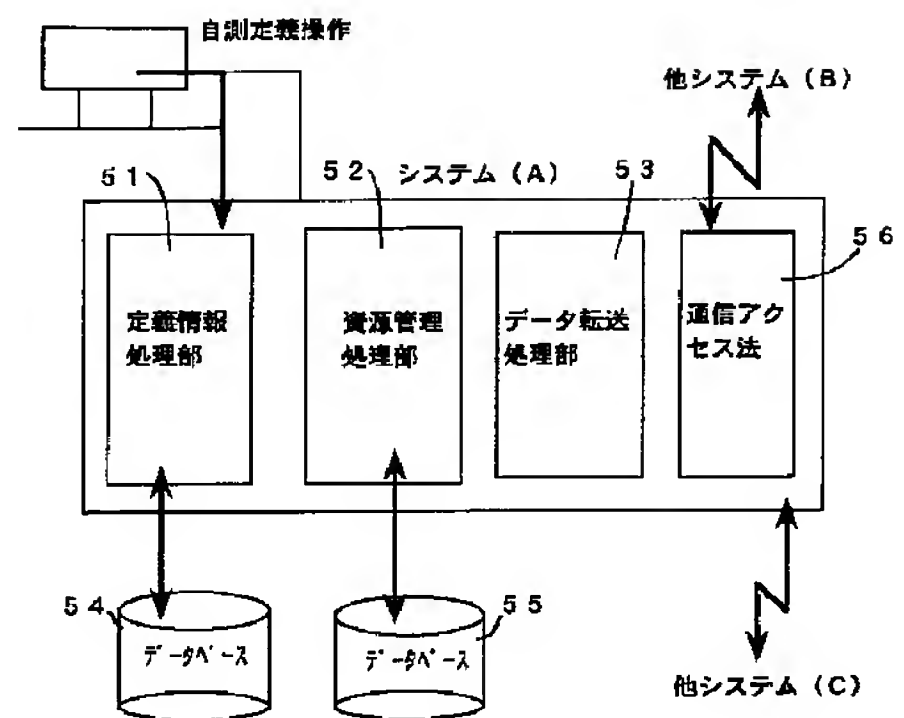 自測定義操作
他システム(B)
51
52
システム(A)
53
56
定義情報
処理部
資源管理
処理部
データ転送
処理部
通信アク
セス法
54
データベース
55
データベース
他システム(C)